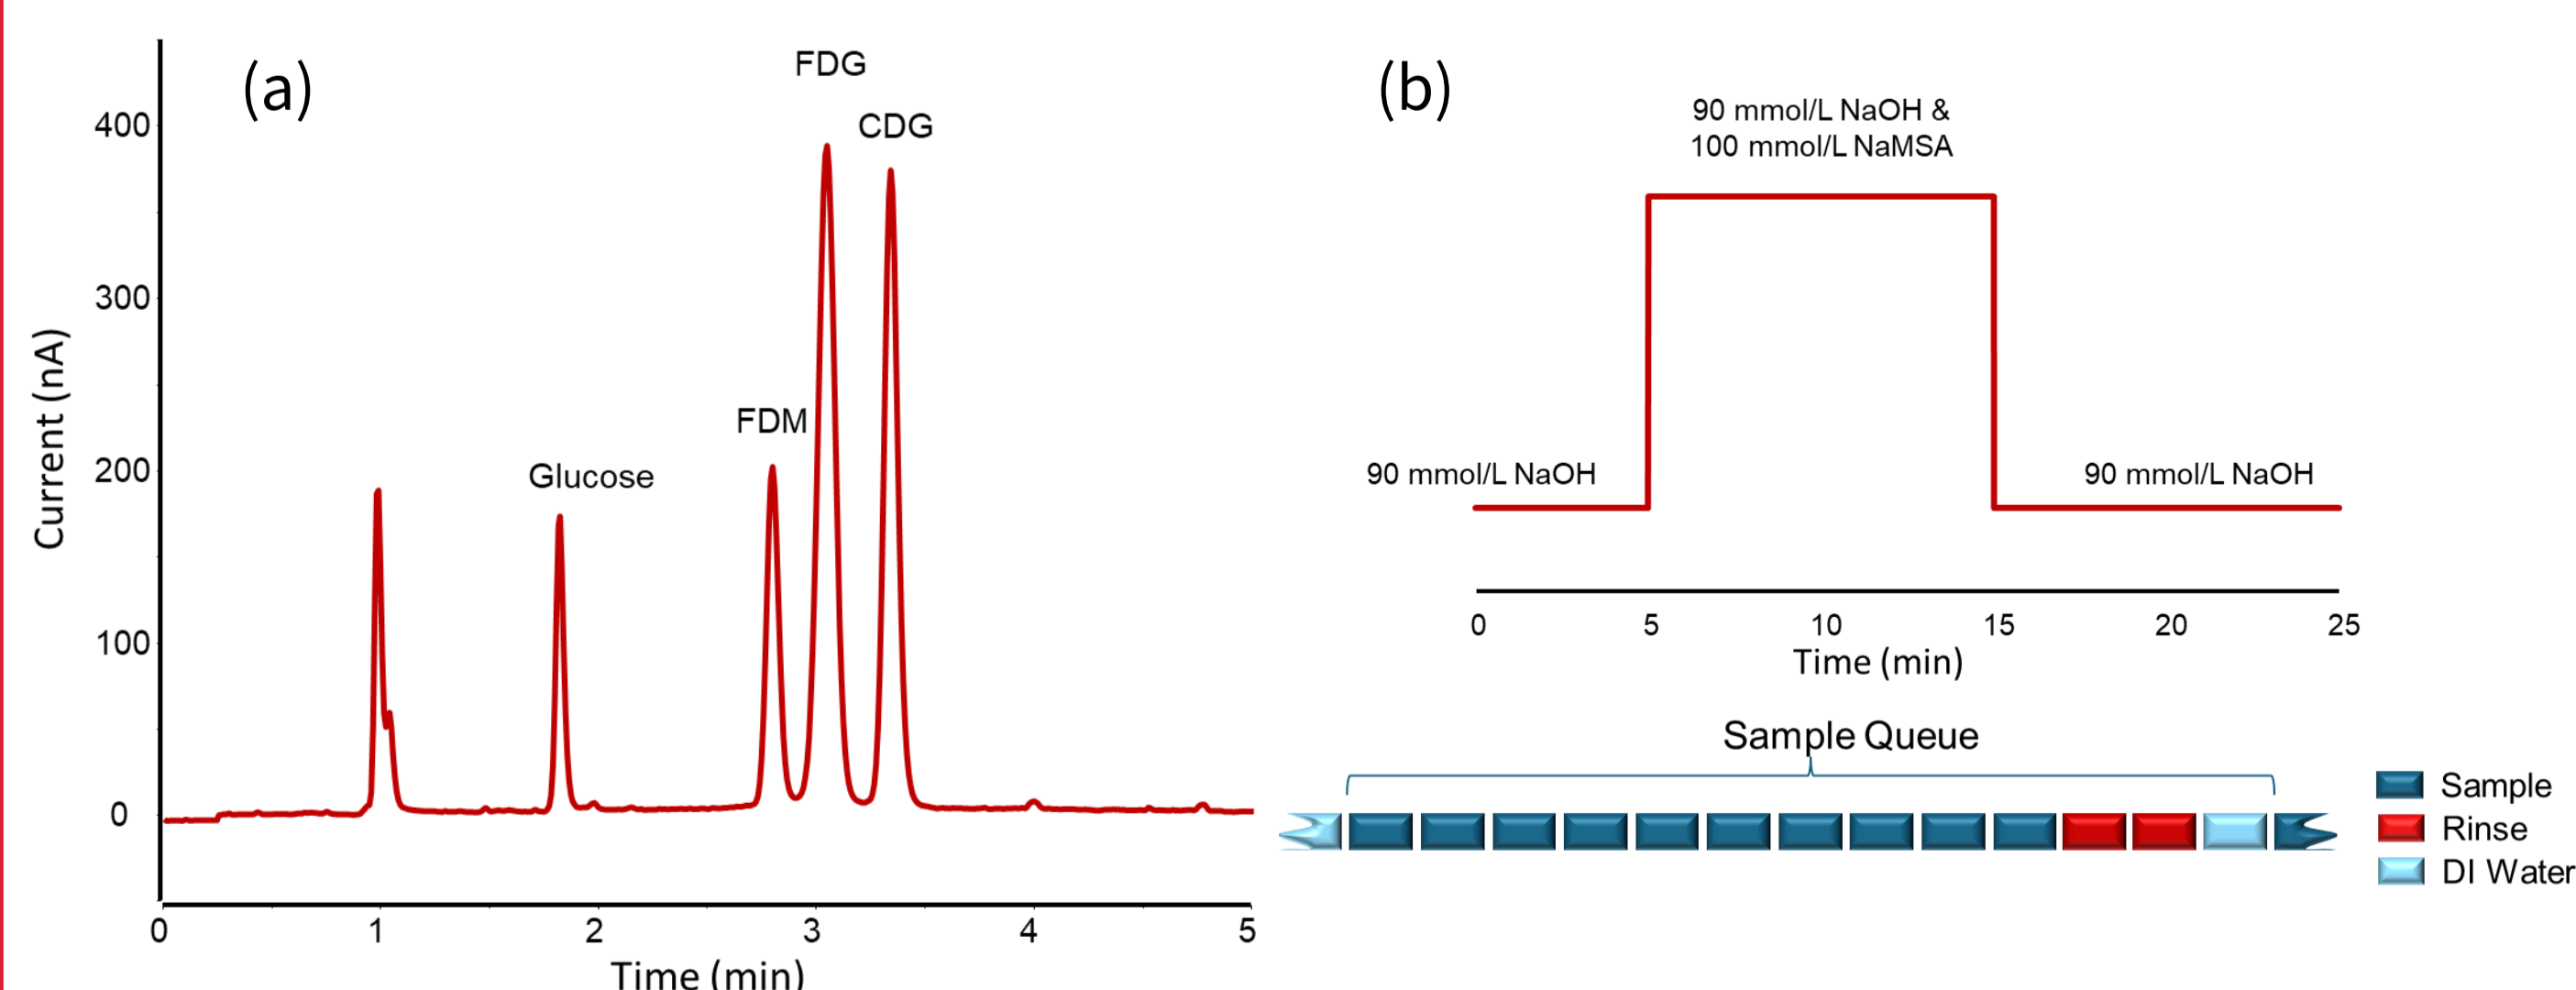 (a)
FDG
CDG
FDM
Glucose
Current (nA)
400
300
200
100
0
0 1 2 3 4 5
Time (min)
(b)
90 mmol/L NaOH &
100 mmol/L NaMSA
90 mmol/L NaOH
90 mmol/L NaOH
0 5 10 15 20 25
Time (min)
Sample Queue
Sample
Rinse
DI Water